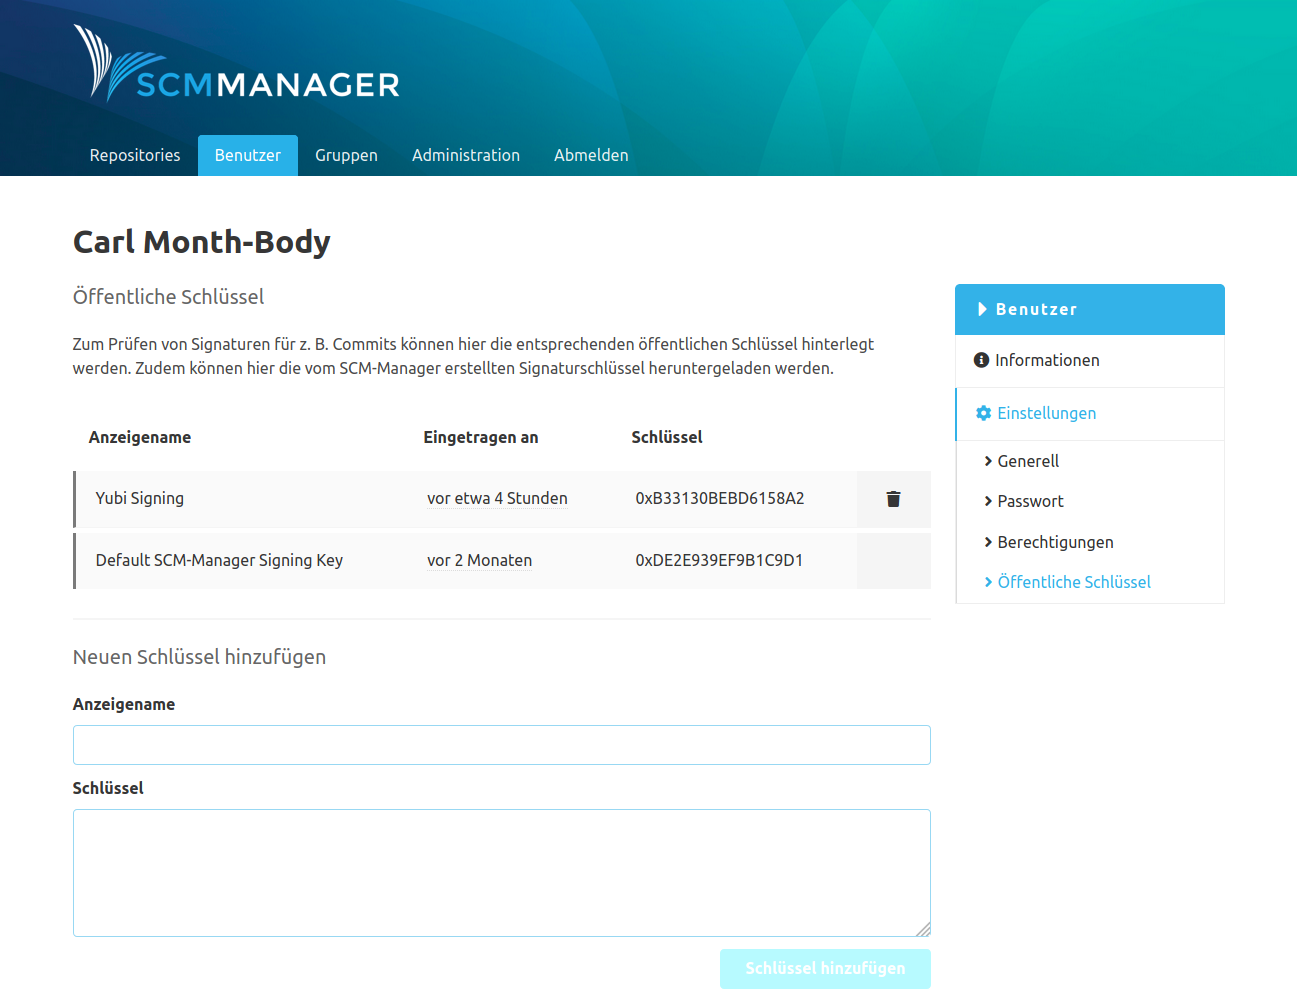 SCMMANAGER
Repositories Benutzer Gruppen Administration Abmelden
Carl Month-Body
Öffentliche Schlüssel
Zum Prüfen von Signaturen für z. B. Commits können hier die entsprechenden öffentlichen Schlüssel hinterlegt
werden. Zudem können hier die vom SCM-Manager erstellten Signaturschlüssel heruntergeladen werden.
Anzeigename Eingetragen an Schlüssel
Yubi Signing vor etwa 4 Stunden 0xB33130BEBD6158A2
Default SCM-Manager Signing Key vor 2 Monaten 0xDE2E939EF9B1C9D1
Neuen Schlüssel hinzufügen
Anzeigename
Schlüssel
Schlüssel hinzufügen
Benutzer
Informationen
Einstellungen
Generell
Passwort
Berechtigungen
Öffentliche Schlüssel